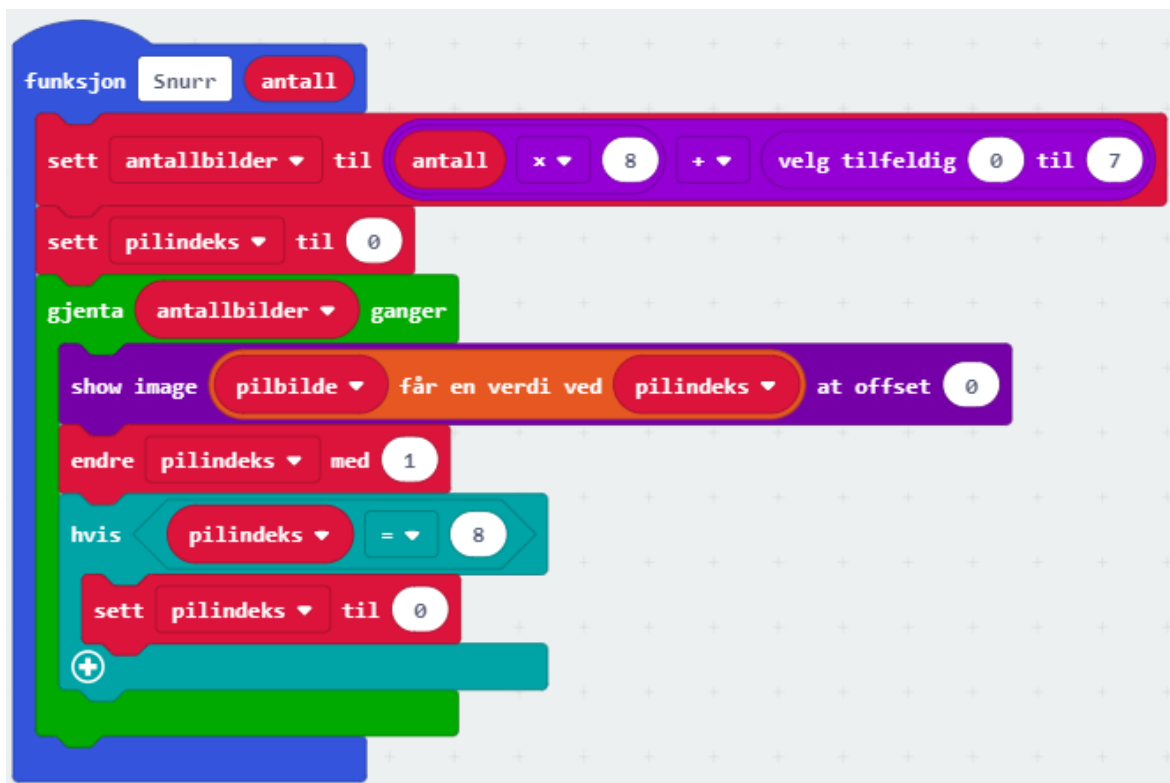 funksjon Snurr antall
sett antallbilder til antall x 8 + velg tilfeldig 0 til 7
sett pilindeks til 0
gjenta antallbilder ganger
show image pilbilde får en verdi ved pilindeks at offset 0
endre pilindeks med 1
hvis pilindeks = 8
sett pilindeks til 0